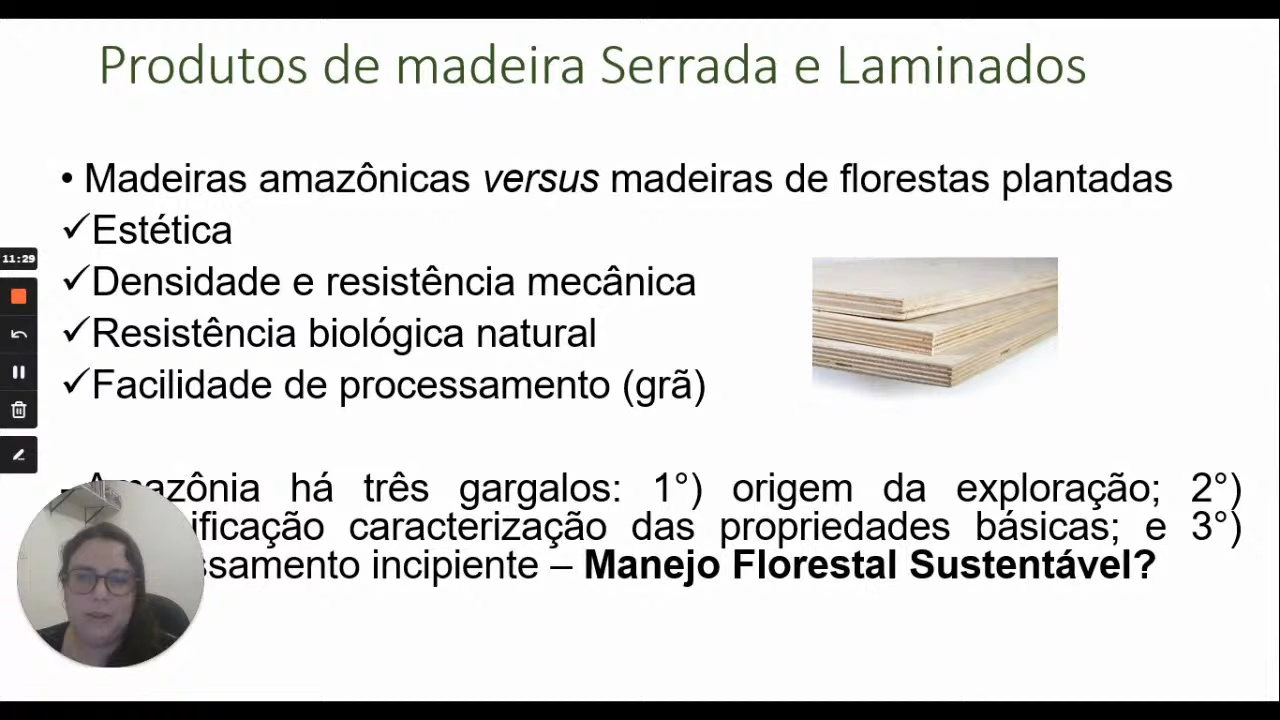 Produtos de madeira Serrada e Laminados
• Madeiras amazônicas versus madeiras de florestas plantadas
✓Estética
11:29
✓Densidade e resistência mecânica
✓Resistência biológica natural
✓Facilidade de processamento (grã)
Amazônia há três gargalos: 1°) origem da exploração; 2°)
caracterização das propriedades básicas; e 3°)
incipiente – Manejo Florestal Sustentável?